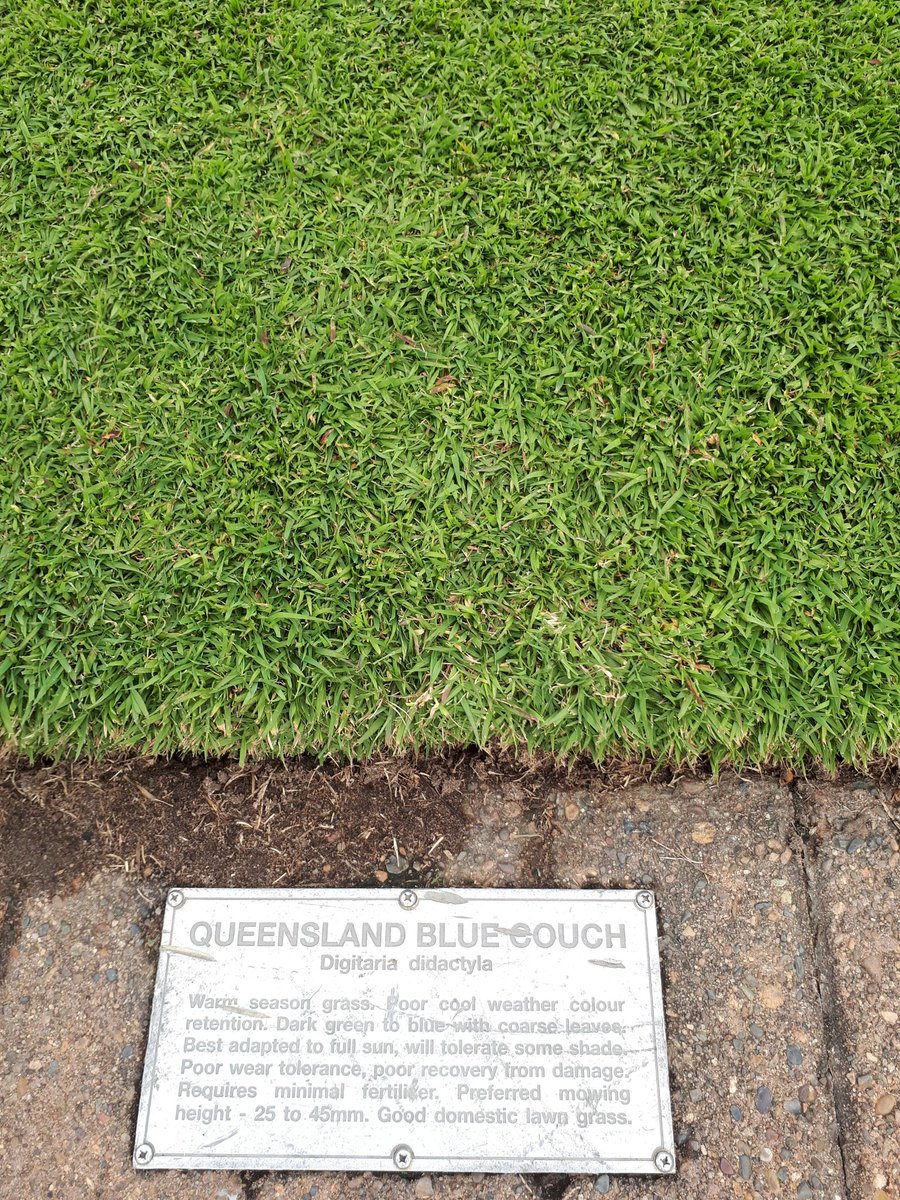 QUEENSLAND BLUE COUCH
Digitaria didactyla
Warm season grass. Poor cool weather colour
retention. Dark green to blue with coarse leaves.
Best adapted to full sun, will tolerate some shade.
Poor wear tolerance, poor recovery from damage.
Requires minimal fertiliser. Preferred mowing
height - 25 to 45mm. Good domestic lawn grass.